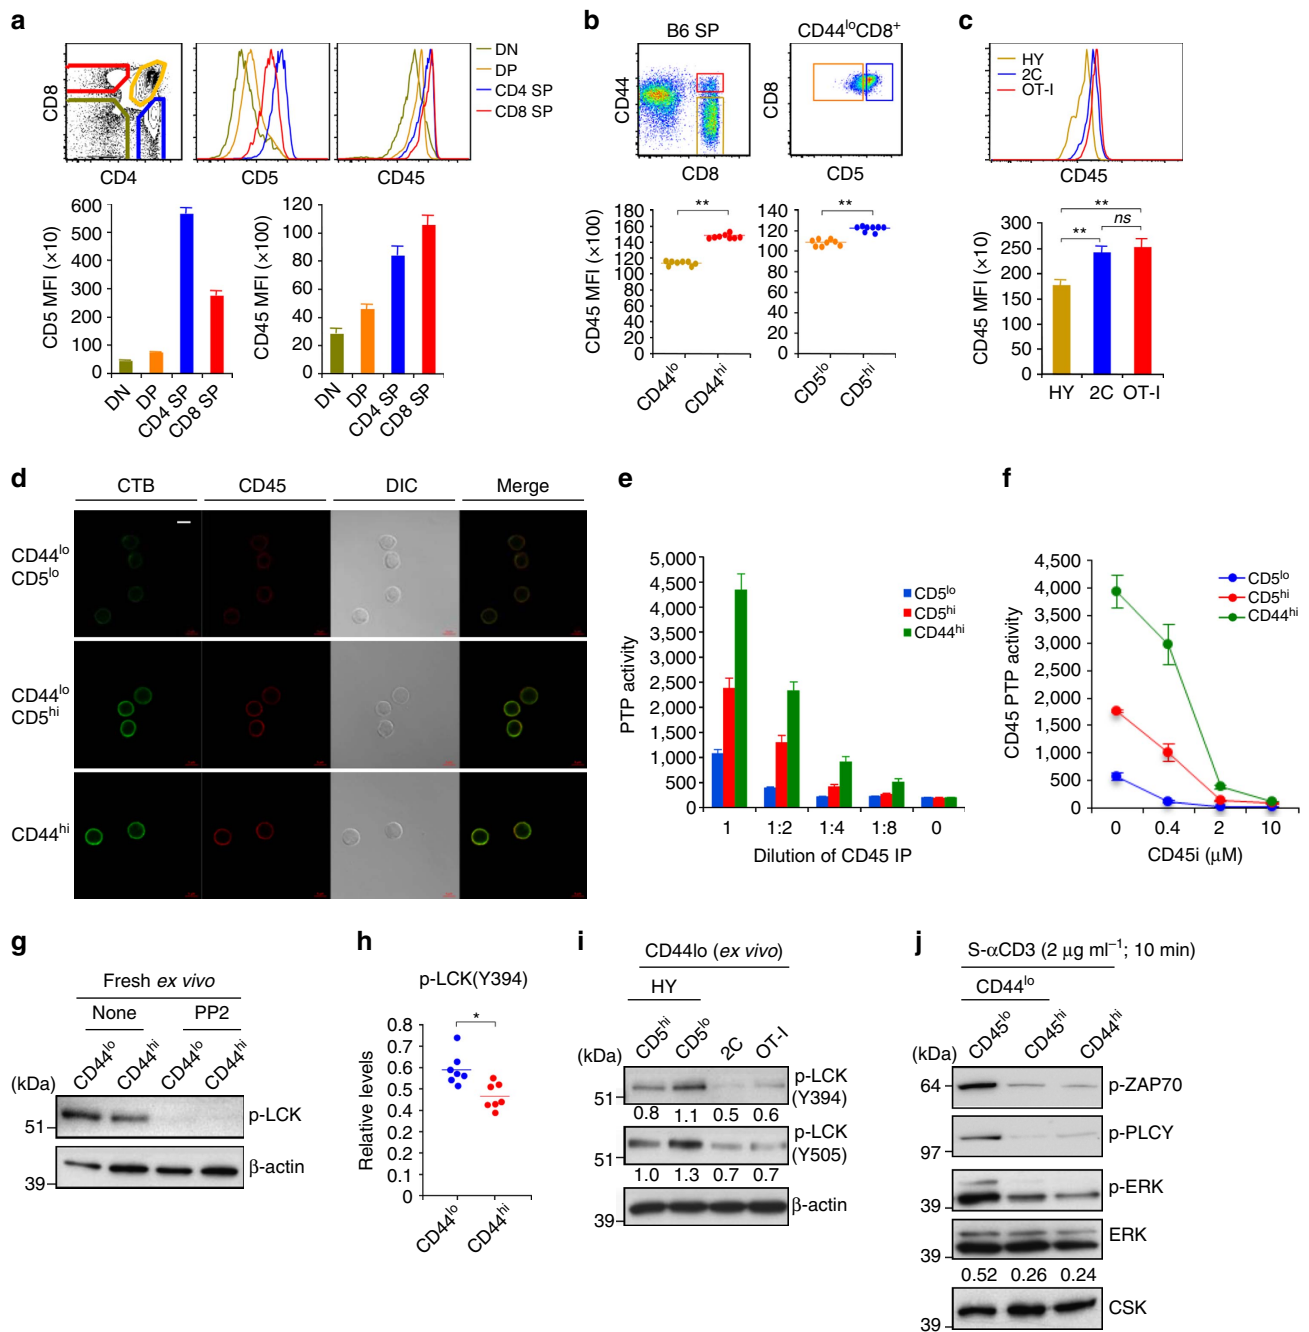 a
CD8
CD4
CD5
CD45
DN
DP
CD4 SP
CD8 SP
CD5 MFI (×10)
600
500
400
300
200
100
0
DN
DP
CD4 SP
CD8 SP
CD45 MFI (×100)
120
100
80
60
40
20
0
DN
DP
CD4 SP
CD8 SP
b
B6 SP
CD44
CD8
CD44loCD8+
CD8
CD5
CD45 MFI (×100)
180
160
140
120
100
80
60
40
20
0
**
CD44lo
CD44hi
140
120
100
80
60
40
20
0
**
CD5lo
CD5hi
c
HY
2C
OT-I
CD45
CD45 MFI (×10)
300
250
200
150
100
50
0
**
**
ns
HY 2C OT-I
d
CTB CD45 DIC Merge
CD44lo
CD5lo
CD44lo
CD5hi
CD44hi
e
PTP activity
5,000
4,500
4,000
3,500
3,000
2,500
2,000
1,500
1,000
500
0
CD5lo
CD5hi
CD44hi
1 1:2 1:4 1:8 0
Dilution of CD45 IP
f
CD45 PTP activity
4,500
4,000
3,500
3,000
2,500
2,000
1,500
1,000
500
0
CD5lo
CD5hi
CD44hi
0 0.4 2 10
CD45i (μM)
g
Fresh ex vivo
None PP2
CD44lo
CD44hi
CD44lo
CD44hi
(kDa)
51
p-LCK
39
β-actin
h
p-LCK(Y394)
Relative levels
0.8
0.7
0.6
0.5
0.4
0.3
0.2
0.2
0.1
0
*
CD44lo
CD44hi
i
CD44lo (ex vivo)
HY
CD5hi
CD5lo
2C
OT-I
(kDa)
51
p-LCK
(Y394)
0.8 1.1 0.5 0.6
51
p-LCK
(Y505)
1.0 1.3 0.7 0.7
39
β-actin
j
S-αCD3 (2 μg ml−1; 10 min)
CD44lo
CD45lo
CD45hi
CD44hi
(kDa)
64
p-ZAP70
97
p-PLCY
39
p-ERK
39
ERK
0.52 0.26 0.24
39
CSK